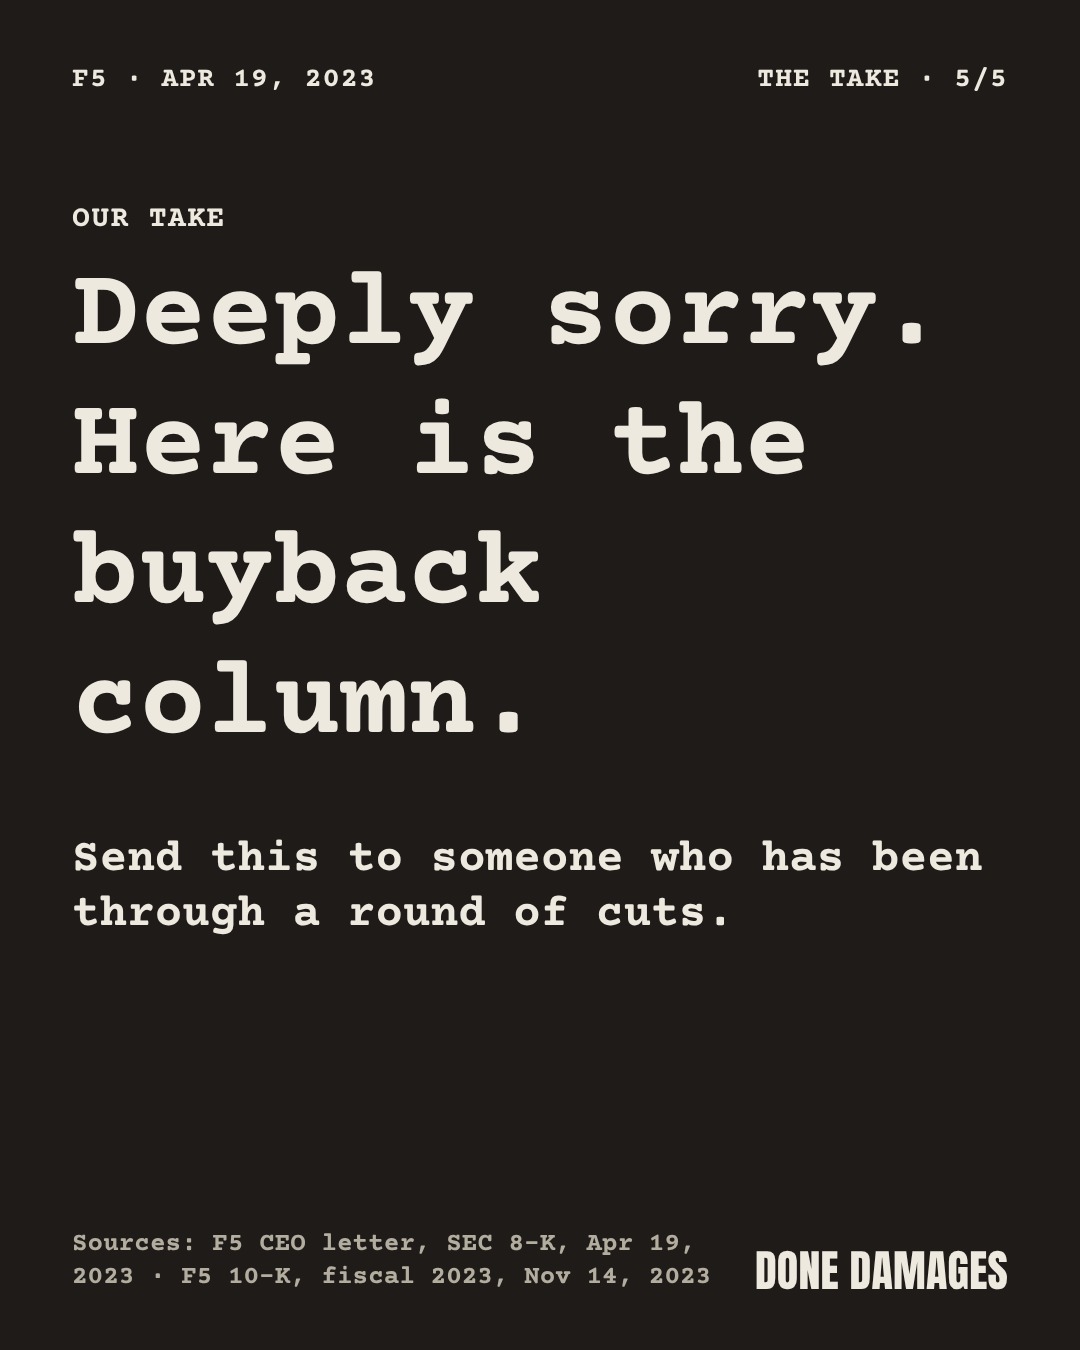 F5 · APR 19, 2023
THE TAKE · 5/5
OUR TAKE
Deeply sorry.
Here is the
buyback
column.
Send this to someone who has been
through a round of cuts.
Sources: F5 CEO letter, SEC 8-K, Apr 19,
2023 · F5 10-K, fiscal 2023, Nov 14, 2023
DONE DAMAGES